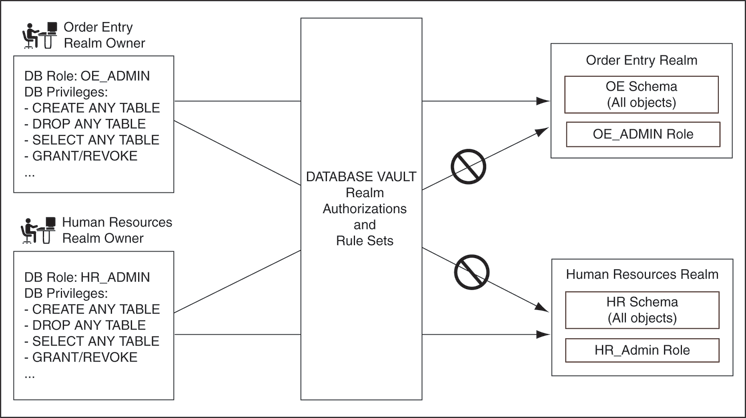 Order Entry
Realm Owner
DB Role: OE_ADMIN
DB Privileges:
- CREATE ANY TABLE
- DROP ANY TABLE
- SELECT ANY TABLE
- GRANT/REVOKE
...
Human Resources
Realm Owner
DB Role: HR_ADMIN
DB Privileges:
- CREATE ANY TABLE
- DROP ANY TABLE
- SELECT ANY TABLE
- GRANT/REVOKE
...
DATABASE VAULT
Realm
Authorizations
and
Rule Sets
Order Entry Realm
OE Schema
(All objects)
OE_ADMIN Role
Human Resources Realm
HR Schema
(All objects)
HR_Admin Role